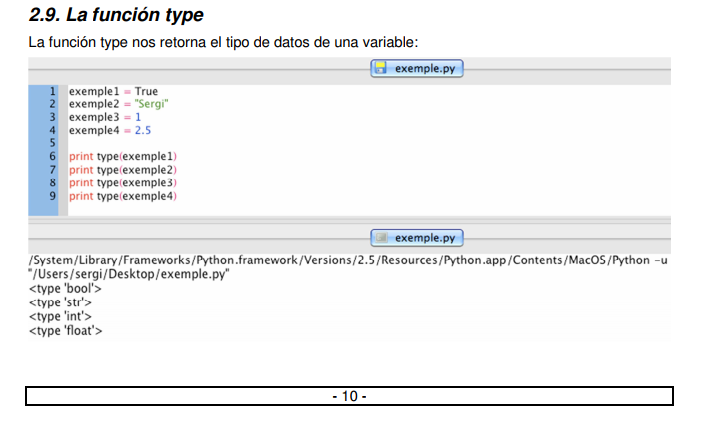 2.9. La función type
La función type nos retorna el tipo de datos de una variable:
exemple.py
1 exemple1 = True
2 exemple2 = "Sergi"
3 exemple3 = 1
4 exemple4 = 2.5
5
6 print type(exemple1)
7 print type(exemple2)
8 print type(exemple3)
9 print type(exemple4)
exemple.py
/System/Library/Frameworks/Python.framework/Versions/2.5/Resources/Python.app/Contents/MacOS/Python -u
"/Users/sergi/Desktop/exemple.py"
<type 'bool'>
<type 'str'>
<type 'int'>
<type 'float'>
- 10 -